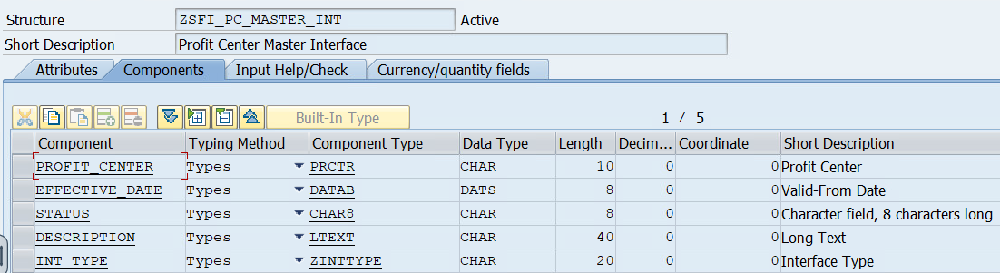 Structure ZSFI_PC_MASTER_INT Active
Short Description Profit Center Master Interface
Attributes Components Input Help/Check Currency/quantity fields
Built-In Type 1 / 5
Component Typing Method Component Type Data Type Length Decim... Coordinate Short Description
PROFIT_CENTER Types PRCTR CHAR 10 0 0 Profit Center
EFFECTIVE_DATE Types DATAB DATS 8 0 0 Valid-From Date
STATUS Types CHAR8 CHAR 8 0 0 Character field, 8 characters long
DESCRIPTION Types LTEXT CHAR 40 0 0 Long Text
INT_TYPE Types ZINTTYPE CHAR 20 0 0 Interface Type